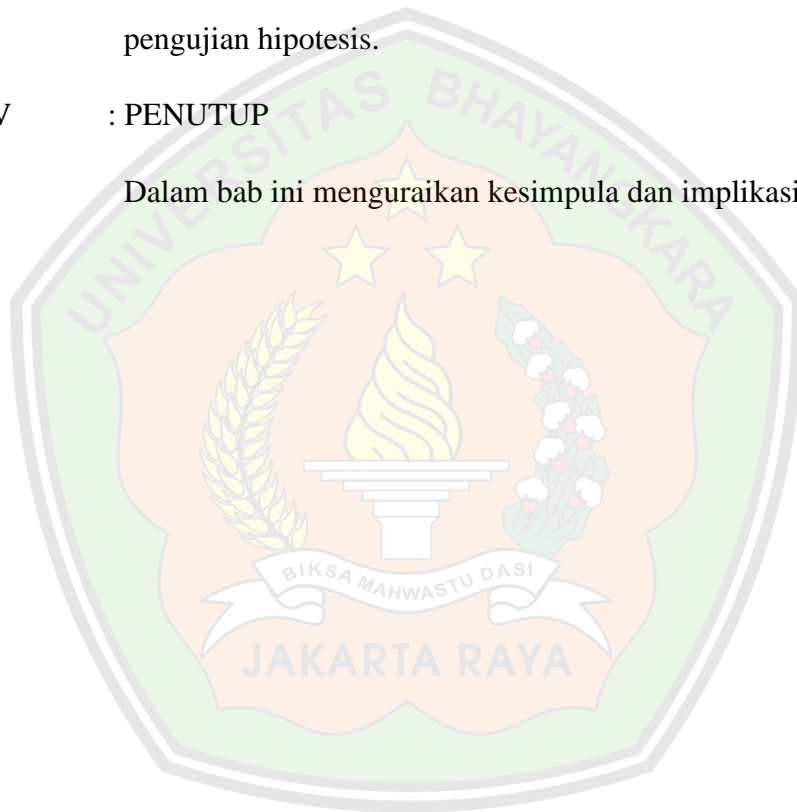 pengujian hipotesis.
V : PENUTUP
Dalam bab ini menguraikan kesimpula dan implikasi
UNIVERSITAS BHAYANGKARA
BIKSA MAHWASTU DASI
JAKARTA RAYA